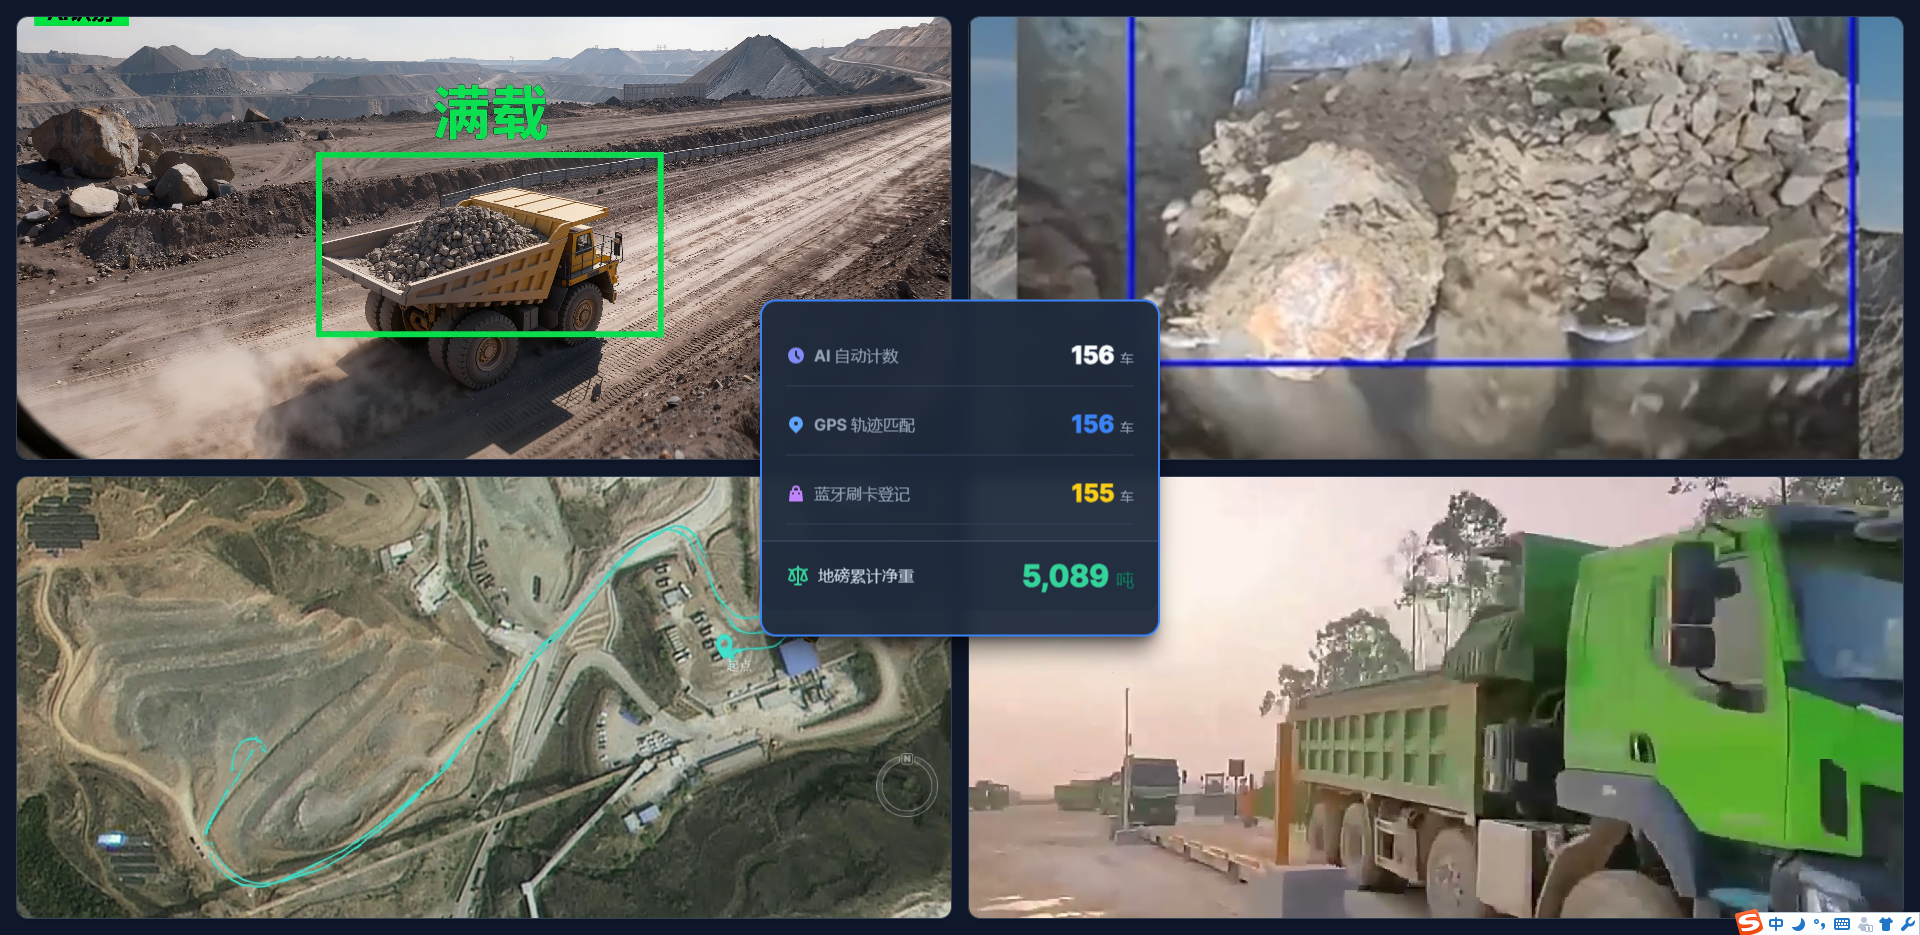 满载
AI 自动计数 156 车
GPS 轨迹匹配 156 车
蓝牙刷卡登记 155 车
地磅累计净重 5,089 吨
起点
N
中